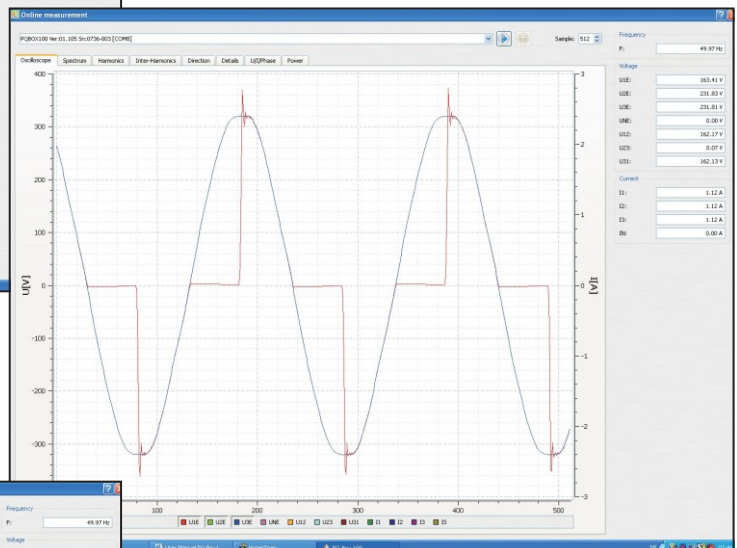 Online measurement
PQBOX100 Ver:01.105 Snr:0736-003 [COM8]
Sample: 512
Oscilloscope Spectrum Harmonics Inter-Harmonics Direction Details U(I)Phase Power
Frequency
F: 49.97 Hz
Voltage
U1E: 163.41 V
U2E: 231.83 V
U3E: 231.81 V
UNE: 0.00 V
U12: 162.17 V
U23: 0.07 V
U31: 162.13 V
Current
I1: 1.12 A
I2: 1.12 A
I3: 1.12 A
IN: 0.00 A
400
300
200
100
0
-100
-200
-300
U[V]
3
2
1
0
-1
-2
-3
I[A]
100 200 300 400 500
U1E U2E U3E UNE U12 U23 U31 I1 I2 I3 IS
Frequency
F: 49.97 Hz
Voltage